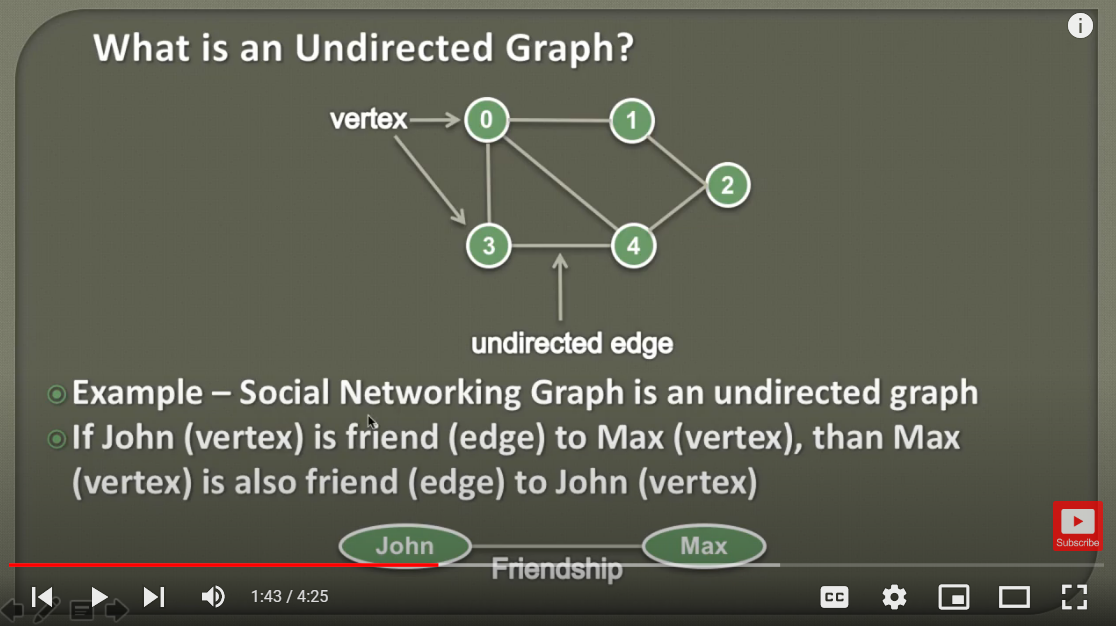 What is an Undirected Graph?
vertex
0
1
2
3
4
undirected edge
Example – Social Networking Graph is an undirected graph
If John (vertex) is friend (edge) to Max (vertex), than Max
(vertex) is also friend (edge) to John (vertex)
Subscribe
John
Max
Friendship
1:43 / 4:25
CC